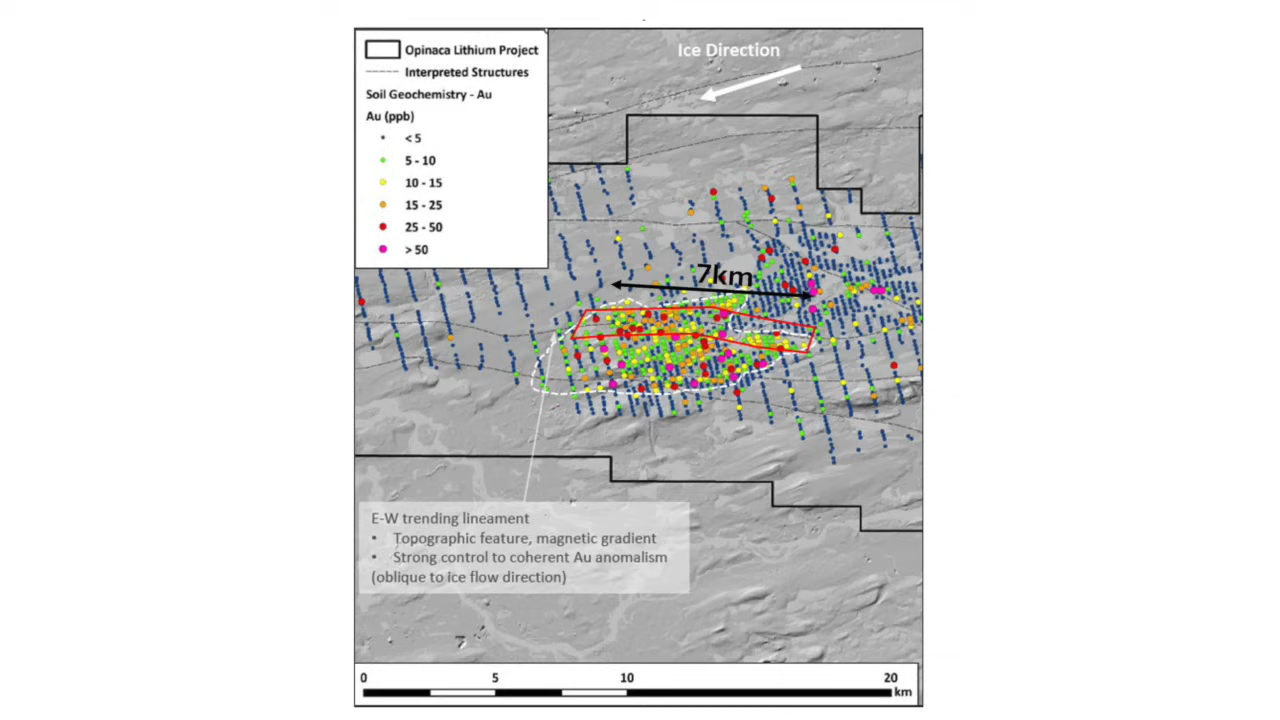 Opinaca Lithium Project
Interpreted Structures
Soil Geochemistry - Au
Au (ppb)
< 5
5 - 10
10 - 15
15 - 25
25 - 50
> 50
Ice Direction
7km
E-W trending lineament
• Topographic feature, magnetic gradient
• Strong control to coherent Au anomalism
(oblique to ice flow direction)
0 5 10 20
km